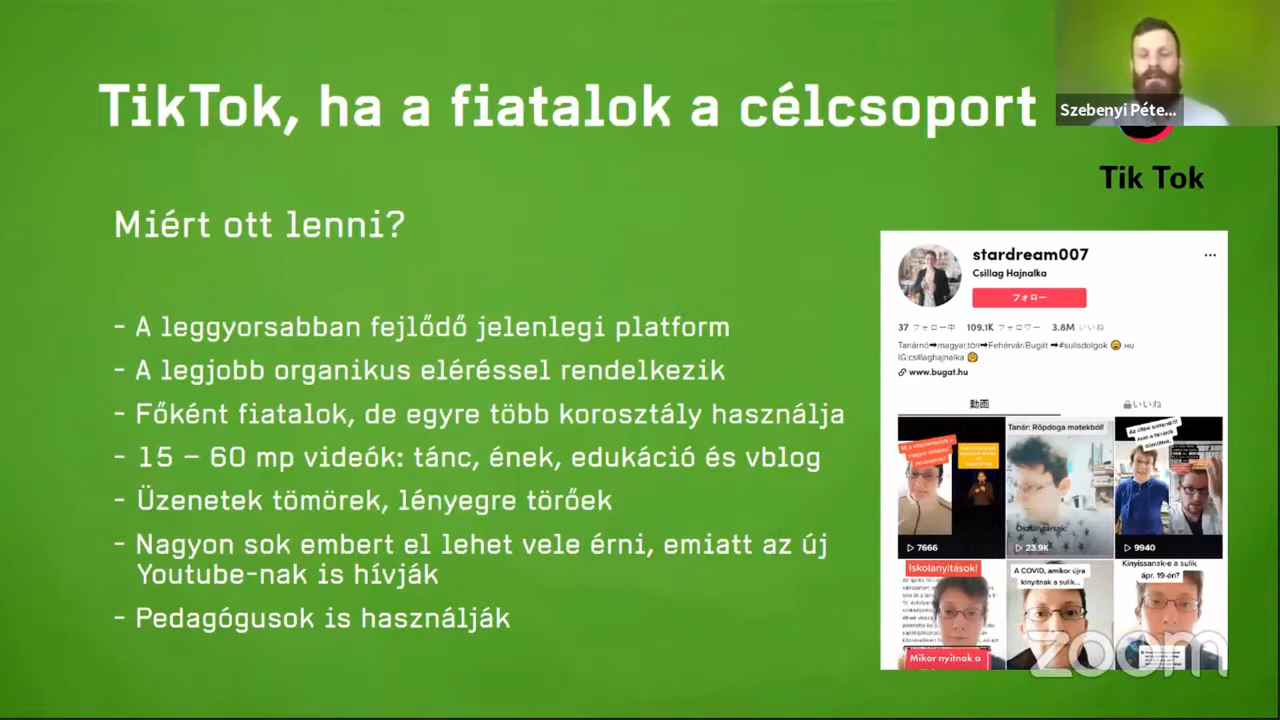 TikTok, ha a fiatalok a célcsoport
Szebenyi Péte...
Tik Tok
Miért ott lenni?
- A leggyorsabban fejlődő jelenlegi platform
- A legjobb organikus eléréssel rendelkezik
- Főként fiatalok, de egyre több korosztály használja
- 15 – 60 mp videók: tánc, ének, edukáció és vblog
- Üzenetek tömörek, lényegre törőek
- Nagyon sok embert el lehet vele érni, emiatt az új
Youtube-nak is hívják
- Pedagógusok is használják
stardream007
Csillag Hajnalka
フォロー
37 フォロー中 109.1K フォロワー 3.8M いいね
Tanárnő➡magyar,töri➡Fehérvár/Bugát ➡#sulisdolgok HU
IG:csillaghajnalka
www.bugat.hu
動画
いいね
7666
Tanár: Röpdoga matekból!
Osztálytársak:
23.9K
9940
Iskolanyitások!
Mikor nyitnak a
A COVID, amikor újra
kinyitnak a sulik...
Kinyissanak-e a sulik
ápr. 19-én?
zoom